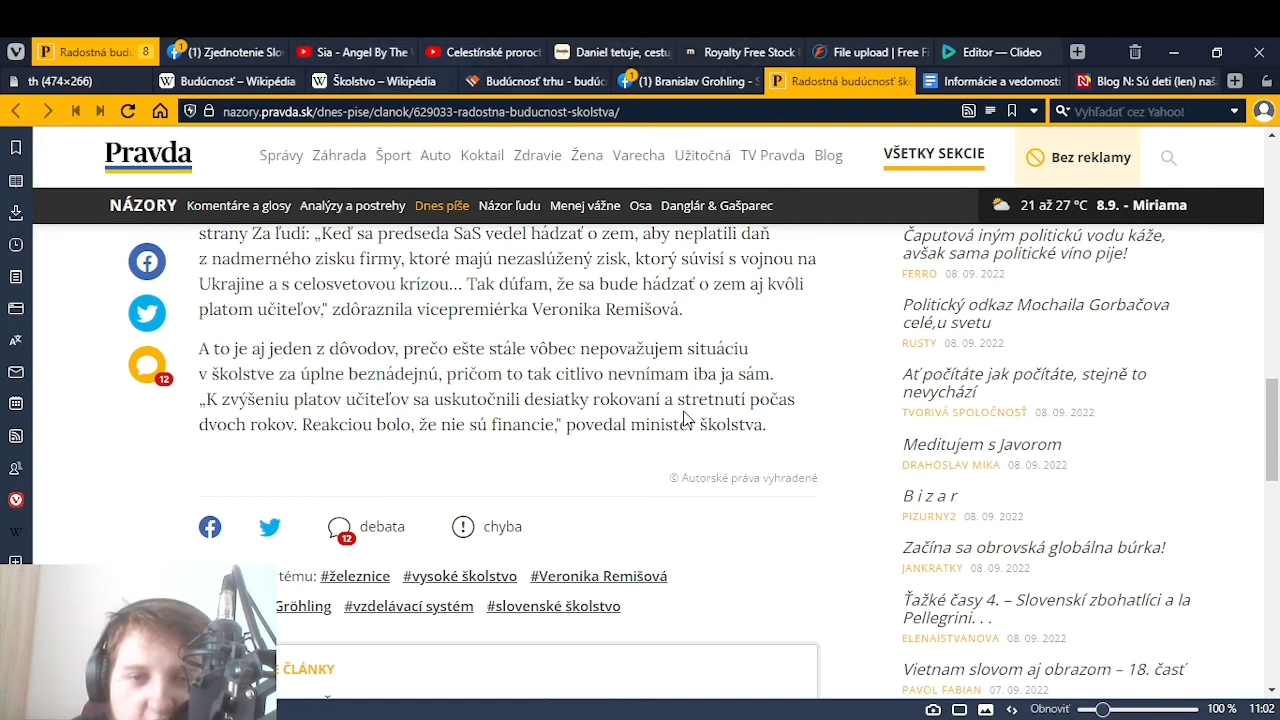 Radostná budú
8
(1) Zjednotenie Slo
Sia - Angel By The
Celestínské proroct
Daniel tetuje, cestu
Royalty Free Stock
File upload | Free F
Editor — Clideo
th (474×266)
Budúcnosť – Wikipédia
Školstvo – Wikipédia
Budúcnosť trhu - budúc
(1) Branislav Grohling - S
Radostná budúcnosť šk
Informácie a vedomosti
Blog N: Sú deti (len) naš
nazory.pravda.sk/dnes-pise/clanok/629033-radostna-buducnost-skolstva/
Vyhľadať cez Yahoo!
Pravda
Správy Záhrada Šport Auto Koktail Zdravie Žena Varecha Užitočná TV Pravda Blog
VŠETKY SEKCIE
Bez reklamy
NÁZORY Komentáre a glosy Analýzy a postrehy Dnes píše Názor ľudu Menej vážne Osa Danglár & Gašparec
21 až 27 °C 8.9. - Miriama
strany Za ľudí: „Keď sa predseda SaS vedel hádzať o zem, aby neplatili daň
z nadmerného zisku firmy, ktoré majú nezaslúžený zisk, ktorý súvisí s vojnou na
Ukrajine a s celosvetovou krízou… Tak dúfam, že sa bude hádzať o zem aj kvôli
platom učiteľov," zdôraznila vicepremiérka Veronika Remišová.
A to je aj jeden z dôvodov, prečo ešte stále vôbec nepovažujem situáciu
v školstve za úplne beznádejnú, pričom to tak citlivo nevnímam iba ja sám.
„K zvýšeniu platov učiteľov sa uskutočnili desiatky rokovaní a stretnutí počas
dvoch rokov. Reakciou bolo, že nie sú financie," povedal minister školstva.
12
© Autorské práva vyhradené
debata
12
chyba
tému: #železnice #vysoké školstvo #Veronika Remišová
Gröhling #vzdelávací systém #slovenské školstvo
ČLÁNKY
Čaputová iným politickú vodu káže,
avšak sama politické víno pije!
FERRO 08. 09. 2022
Politický odkaz Mochaila Gorbačova
celé,u svetu
RUSTY 08. 09. 2022
Ať počítáte jak počítáte, stejně to
nevychází
TVORIVÁ SPOLOČNOSŤ 08. 09. 2022
Meditujem s Javorom
DRAHOSLAV MIKA 08. 09. 2022
B i z a r
PIZURNY2 08. 09. 2022
Začína sa obrovská globálna búrka!
JANKRATKY 08. 09. 2022
Ťažké časy 4. – Slovenskí zbohatlíci a la
Pellegrini. . .
ELENAISTVANOVA 08. 09. 2022
Vietnam slovom aj obrazom – 18. časť
PAVOL FABIAN 07. 09. 2022
Obnoviť
100 %
11:02